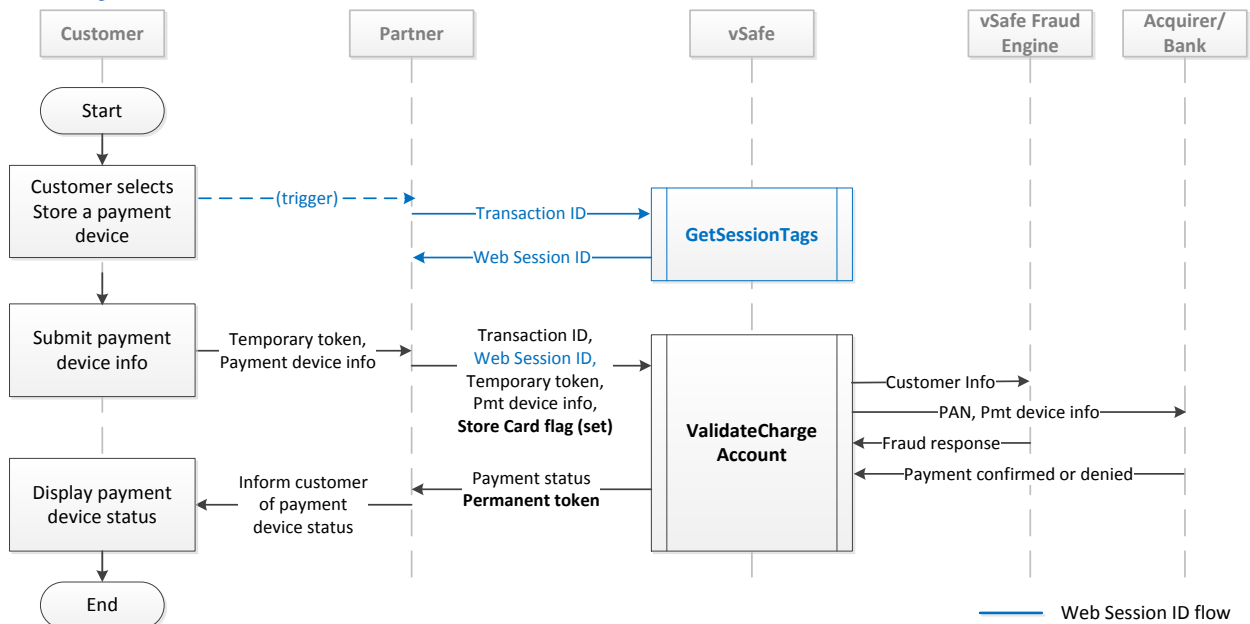 Customer
Partner
vSafe
vSafe Fraud
Engine
Acquirer/
Bank
Start
Customer selects
Store a payment
device
(trigger)
Transaction ID
Web Session ID
GetSessionTags
Submit payment
device info
Temporary token,
Payment device info
Transaction ID,
Web Session ID,
Temporary token,
Pmt device info,
Store Card flag (set)
ValidateCharge
Account
Customer Info
PAN, Pmt device info
Fraud response
Payment confirmed or denied
Payment status
Permanent token
Inform customer
of payment
device status
Display payment
device status
End
Web Session ID flow